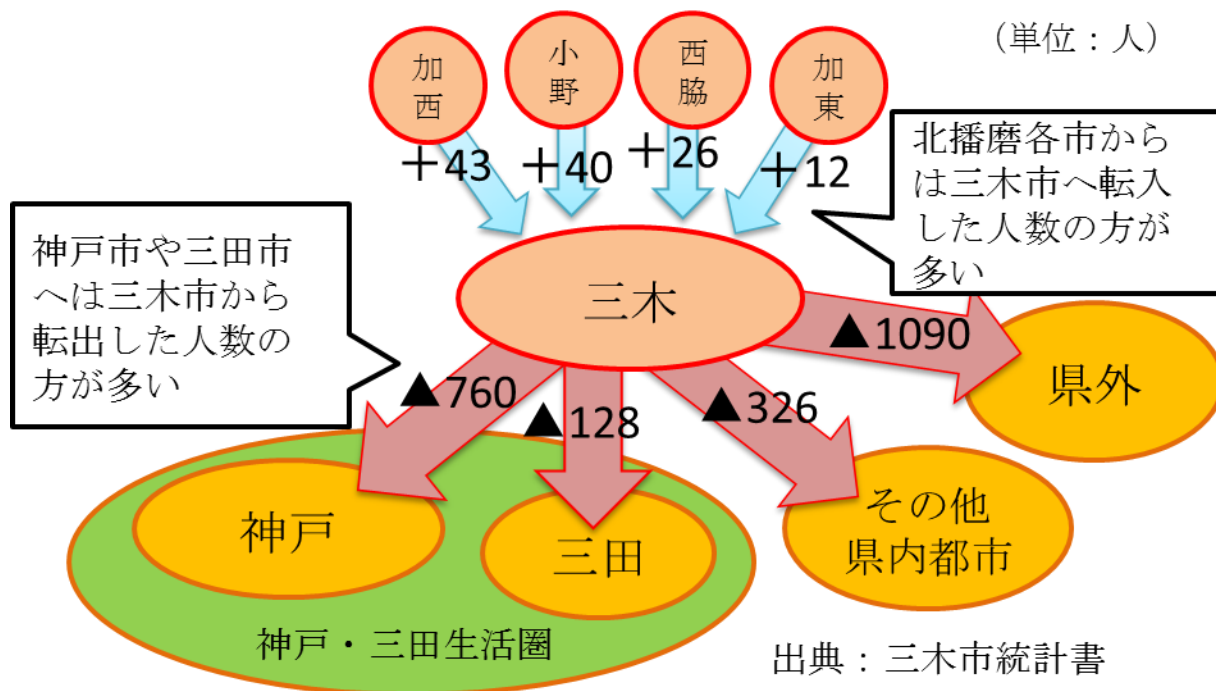 (単位：人)
加西
小野
西脇
加東
＋43
＋40
＋26
＋12
北播磨各市から
は三木市へ転入
した人数の方が
多い
神戸市や三田市
へは三木市から
転出した人数の
方が多い
三木
▲1090
県外
▲760
▲128
▲326
神戸
三田
その他
県内都市
神戸・三田生活圏
出典：三木市統計書